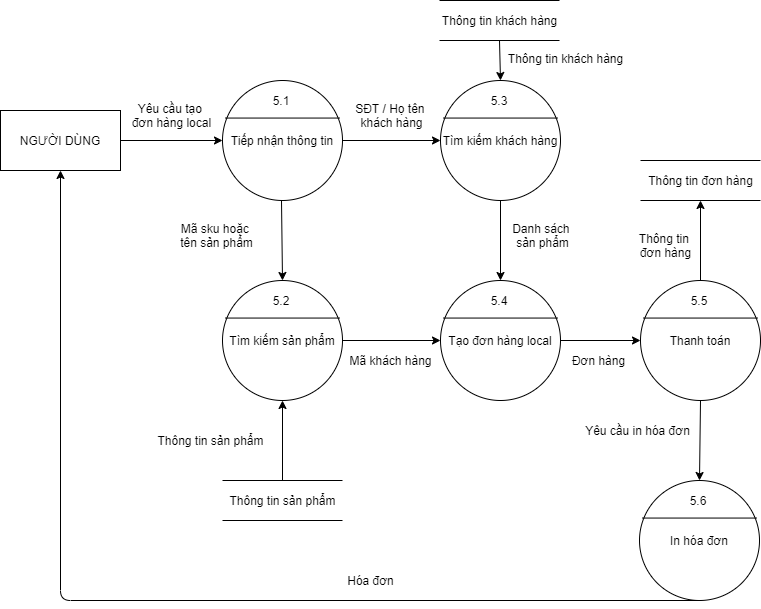 Thông tin khách hàng
Thông tin khách hàng
5.1
5.3
Yêu cầu tạo
đơn hàng local
SĐT / Họ tên
khách hàng
NGƯỜI DÙNG
Tiếp nhận thông tin
Tìm kiếm khách hàng
Thông tin đơn hàng
Mã sku hoặc
tên sản phẩm
Danh sách
sản phẩm
Thông tin
đơn hàng
5.2
5.4
5.5
Tìm kiếm sản phẩm
Mã khách hàng
Tạo đơn hàng local
Đơn hàng
Thanh toán
Thông tin sản phẩm
Yêu cầu in hóa đơn
Thông tin sản phẩm
5.6
In hóa đơn
Hóa đơn